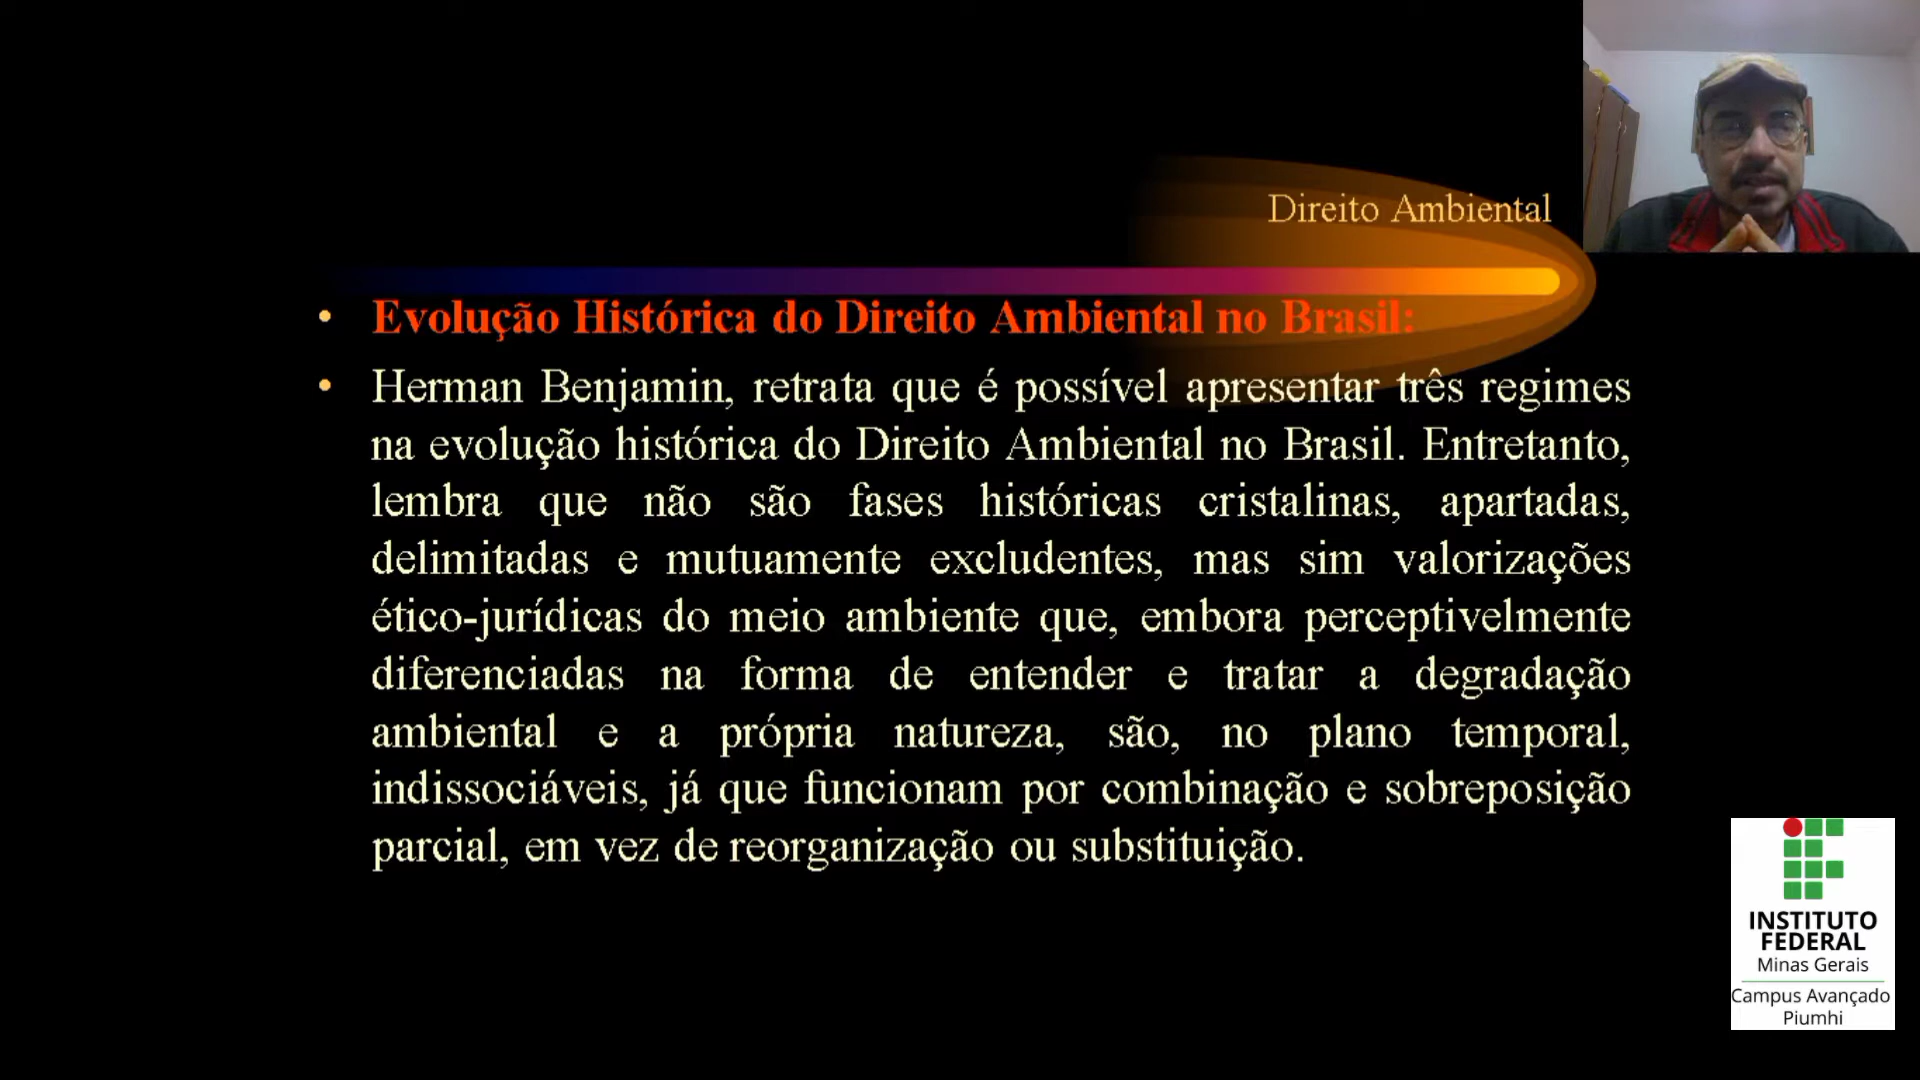 Direito Ambiental
• Evolução Histórica do Direito Ambiental no Brasil:
• Herman Benjamin, retrata que é possível apresentar três regimes
na evolução histórica do Direito Ambiental no Brasil. Entretanto,
lembra que não são fases históricas cristalinas, apartadas,
delimitadas e mutuamente excludentes, mas sim valorizações
ético-jurídicas do meio ambiente que, embora perceptivelmente
diferenciadas na forma de entender e tratar a degradação
ambiental e a própria natureza, são, no plano temporal,
indissociáveis, já que funcionam por combinação e sobreposição
parcial, em vez de reorganização ou substituição.
INSTITUTO
FEDERAL
Minas Gerais
Campus Avançado
Piumhi